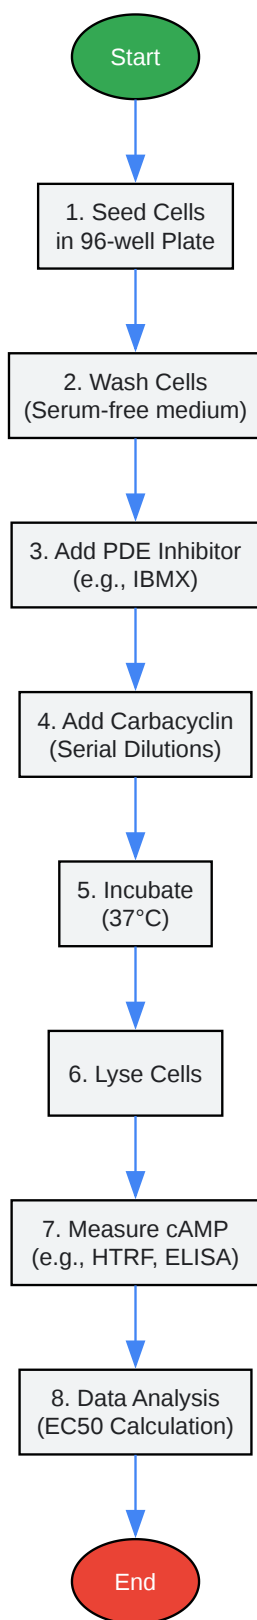 Start
1. Seed Cells
in 96-well Plate
2. Wash Cells
(Serum-free medium)
3. Add PDE Inhibitor
(e.g., IBMX)
4. Add Carbacyclin
(Serial Dilutions)
5. Incubate
(37°C)
6. Lyse Cells
7. Measure cAMP
(e.g., HTRF, ELISA)
8. Data Analysis
(EC50 Calculation)
End